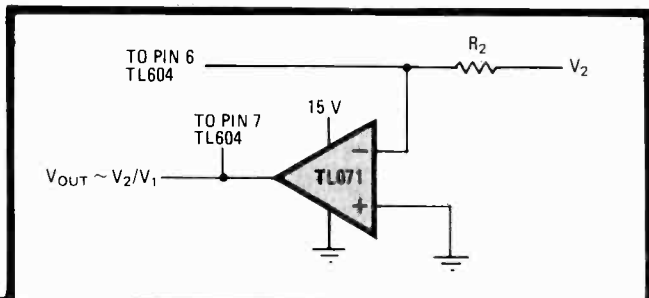 TO PIN 6
TL604
R2
V2
TO PIN 7
TL604
15 V
VOUT ~ V2/V1
−
TL071
+